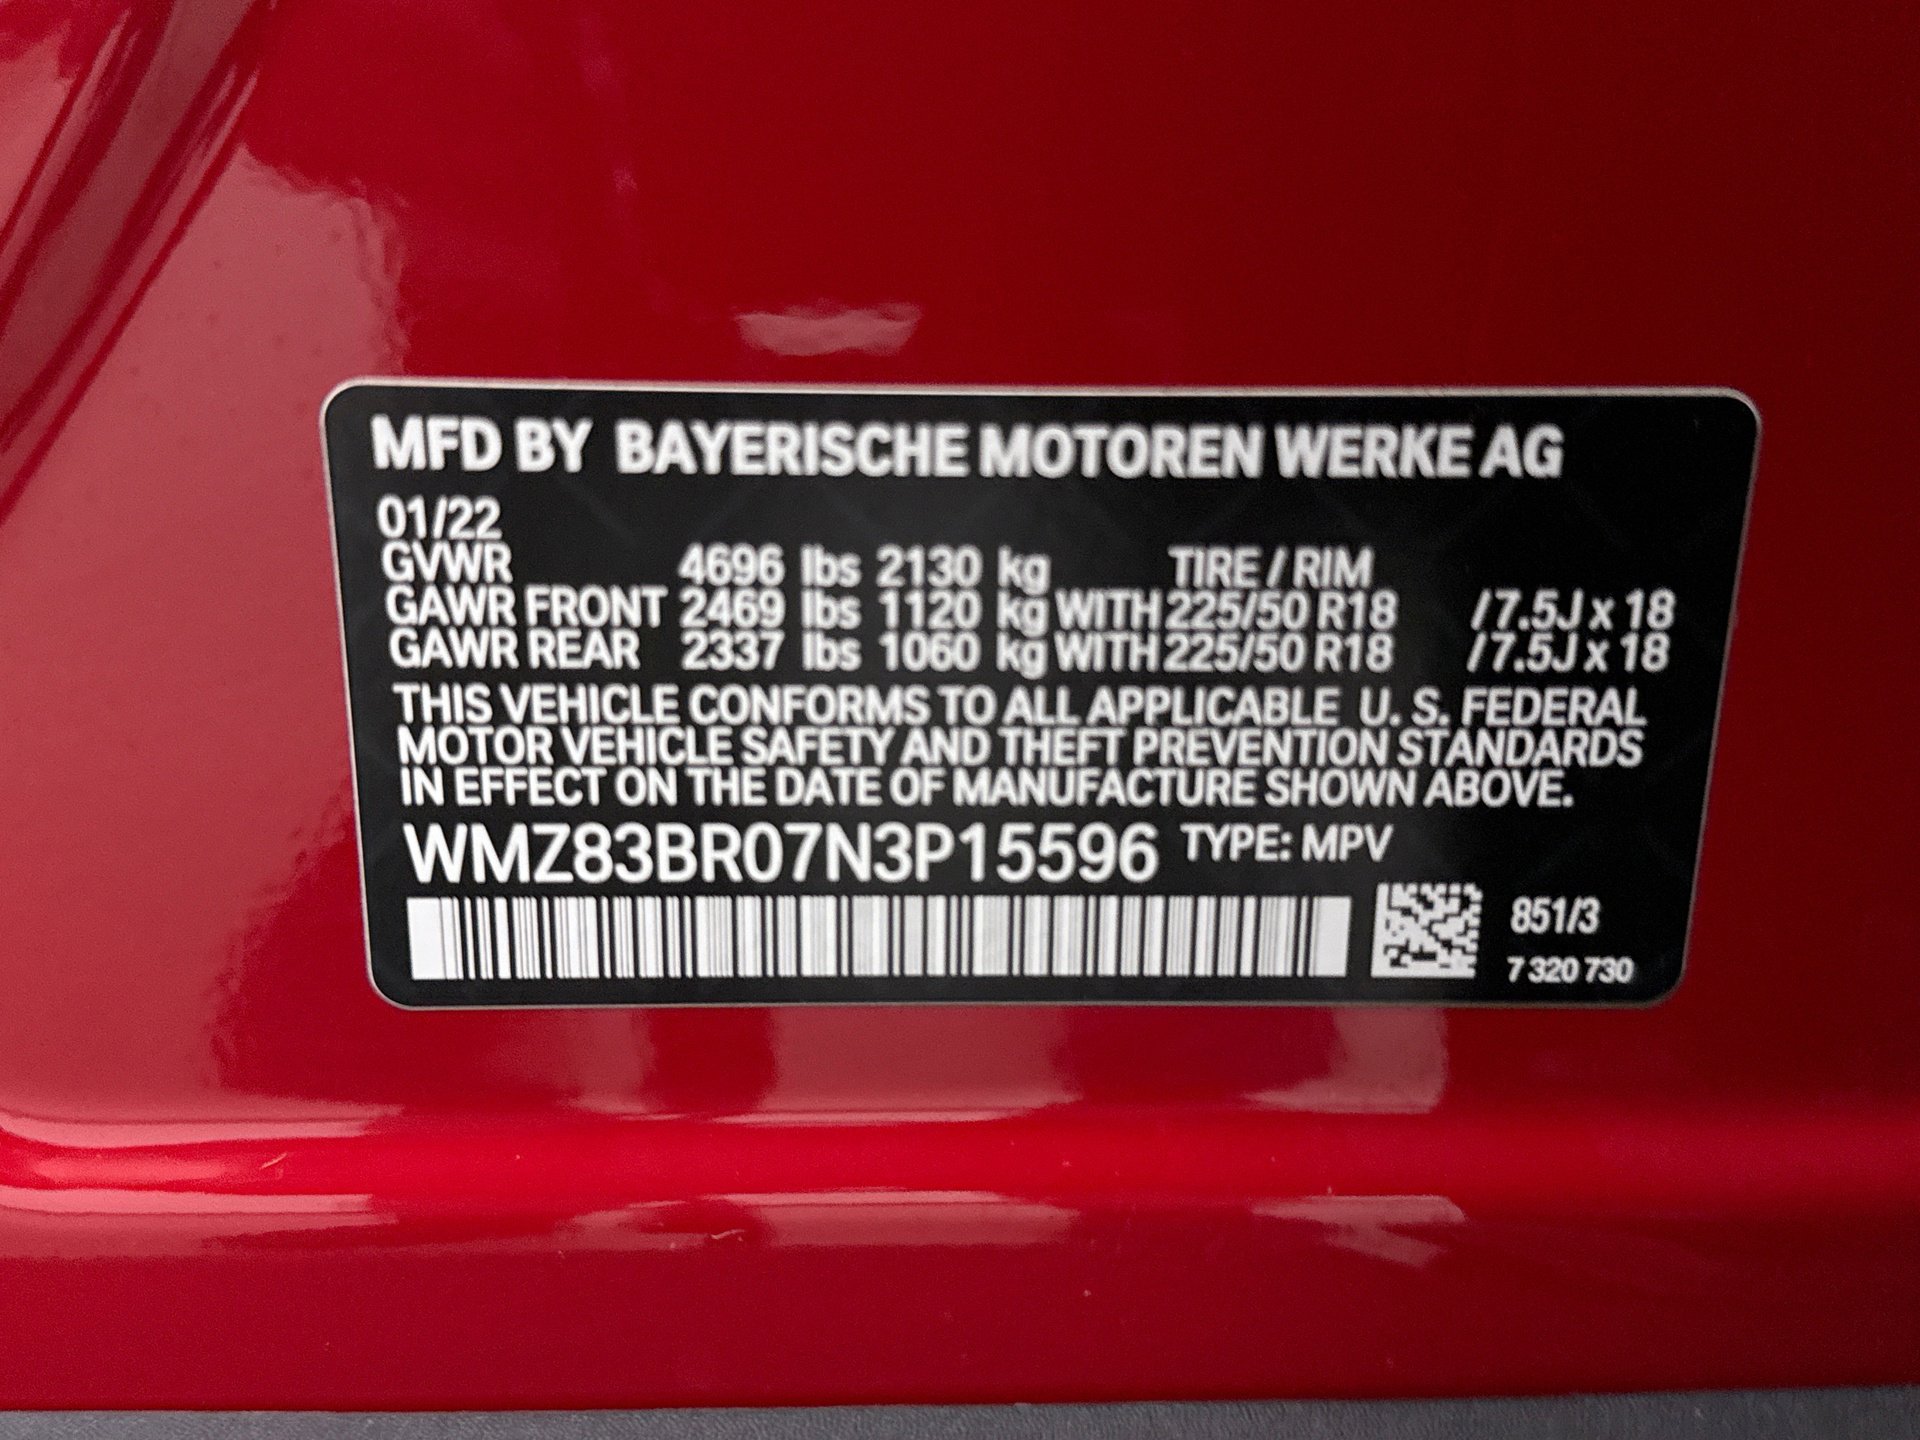 MFD BY BAYERISCHE MOTOREN WERKE AG
01/22
GVWR 4696 lbs 2130 kg TIRE / RIM
GAWR FRONT 2469 lbs 1120 kg WITH 225/50 R18 /7.5J x 18
GAWR REAR 2337 lbs 1060 kg WITH 225/50 R18 /7.5J x 18
THIS VEHICLE CONFORMS TO ALL APPLICABLE U. S. FEDERAL
MOTOR VEHICLE SAFETY AND THEFT PREVENTION STANDARDS
IN EFFECT ON THE DATE OF MANUFACTURE SHOWN ABOVE.
WMZ83BR07N3P15596 TYPE: MPV
851/3
7 320 730